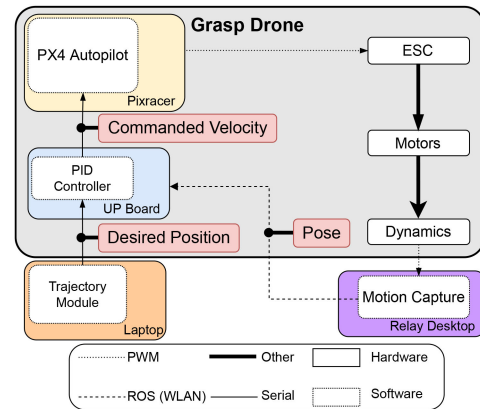 Grasp Drone
PX4 Autopilot
Pixracer
ESC
Commanded Velocity
Motors
PID
Controller
UP Board
Desired Position
Pose
Dynamics
Trajectory
Module
Laptop
Motion Capture
Relay Desktop
PWM
Other
Hardware
ROS (WLAN)
Serial
Software